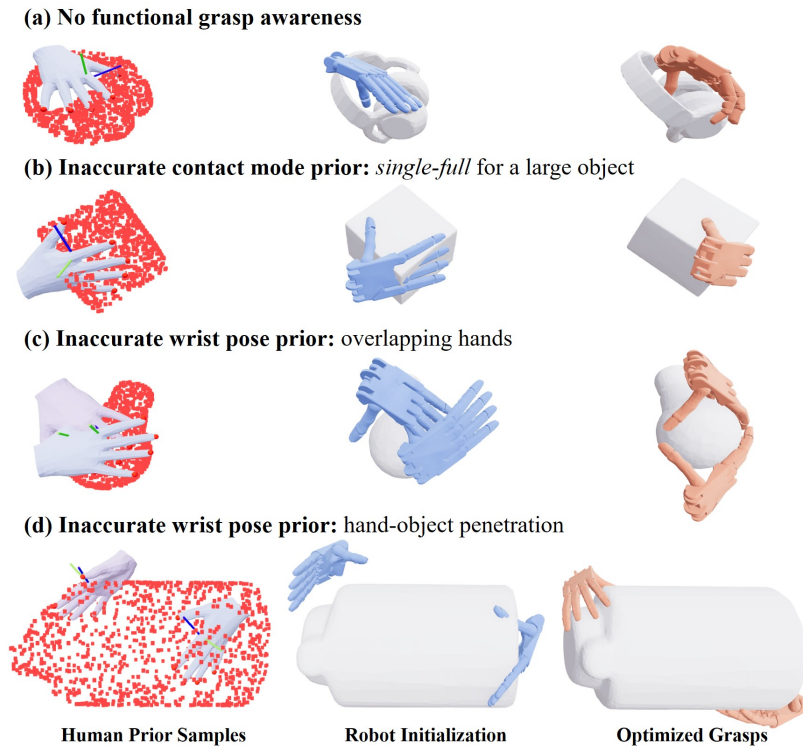 (a) No functional grasp awareness
(b) Inaccurate contact mode prior: single-full for a large object
(c) Inaccurate wrist pose prior: overlapping hands
(d) Inaccurate wrist pose prior: hand-object penetration
Human Prior Samples
Robot Initialization
Optimized Grasps